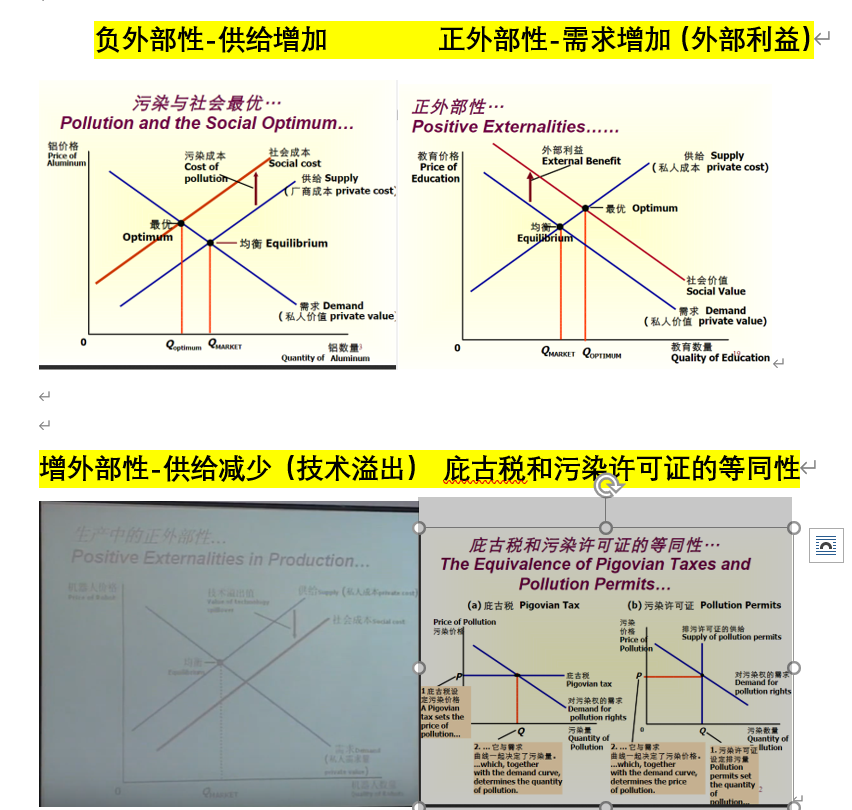 负外部性-供给增加
正外部性-需求增加（外部利益）
污染与社会最优…
Pollution and the Social Optimum…
铝价格
Price of
Aluminum
污染成本
Cost of
pollution
社会成本
Social cost
供给 Supply
(厂商成本 private cost)
最优
Optimum
均衡 Equilibrium
需求 Demand
(私人价值 private value)
0
Qoptimum
QMARKET
铝数量
Quantity of Aluminum
正外部性…
Positive Externalities……
教育价格
Price of
Education
外部利益
External Benefit
供给 Supply
(私人成本 private cost)
最优 Optimum
均衡
Equilibrium
社会价值
Social Value
需求 Demand
(私人价值 private value)
0
QMARKET
QOPTIMUM
教育数量
Quality of Education
19
增外部性-供给减少（技术溢出）
庇古税和污染许可证的等同性
生产中的正外部性…
Positive Externalities in Production…
机器人价格
Price of Robot
技术溢出值
Value of technology
spillover
供给Supply (私人成本private cost)
社会成本Social cost
均衡
Equilibrium
需求Demand
(私人价值
private value)
0
QMARKET
机器人数量
庇古税和污染许可证的等同性…
The Equivalence of Pigovian Taxes and
Pollution Permits…
(a) 庇古税 Pigovian Tax
Price of Pollution
污染价格
P
庇古税
Pigovian tax
对污染权的需求
Demand for
pollution rights
1 庇古税设
定污染价格
A Pigovian
tax sets the
price of
pollution...
Q
污染量
Quantity of
Pollution
2. ... 它与需求
曲线一起决定了污染量。
...which, together
with the demand curve,
determines the quantity
of pollution.
(b) 污染许可证 Pollution Permits
污染
价格
Price of
Pollution
排污许可证的供给
Supply of pollution permits
P
对污染权的需求
Demand for
pollution rights
0
Q
污染数量
Quantity of
2. ... 它与需求
曲线一起决定了污染价格。
...which, together
with the demand curve,
determines the price
of pollution.
1. 污染许可证
设定排污量
Pollution
permits set
the quantity
of
pollution...
2